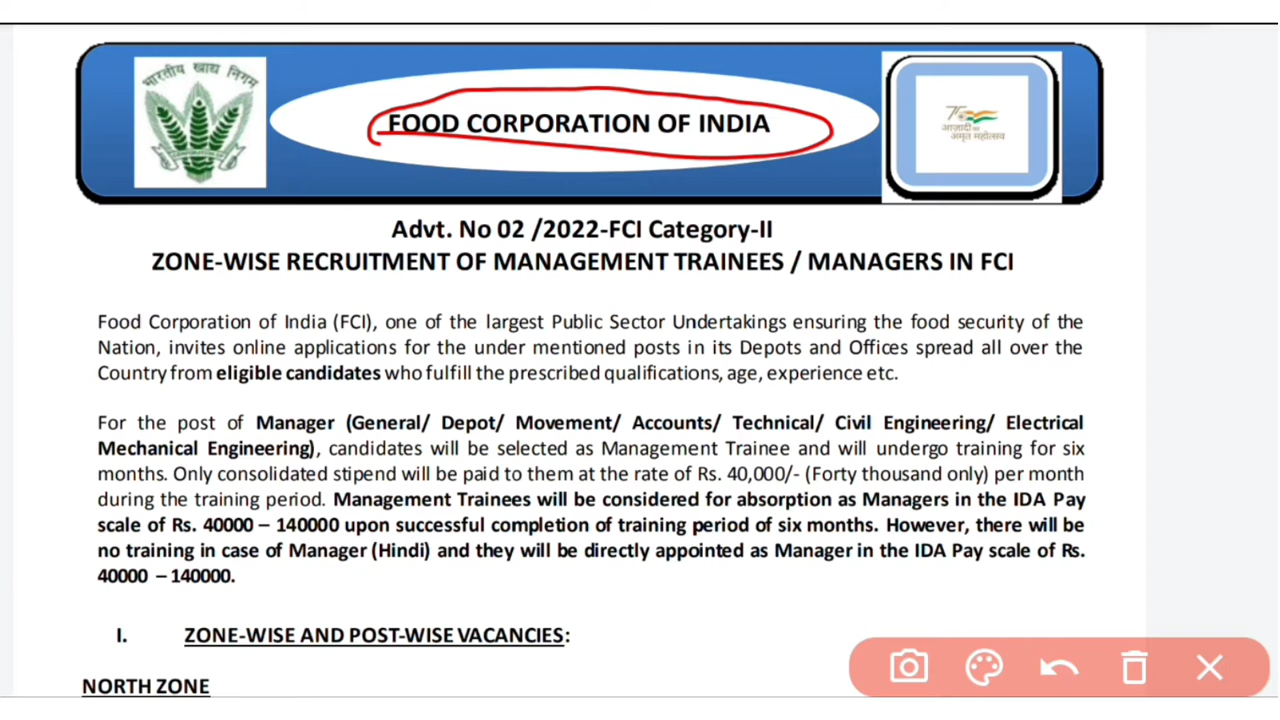 भारतीय खाद्य निगम
FOOD CORPORATION OF INDIA
75
आज़ादी का
अमृत महोत्सव
Advt. No 02 /2022-FCI Category-II
ZONE-WISE RECRUITMENT OF MANAGEMENT TRAINEES / MANAGERS IN FCI
Food Corporation of India (FCI), one of the largest Public Sector Undertakings ensuring the food security of the
Nation, invites online applications for the under mentioned posts in its Depots and Offices spread all over the
Country from eligible candidates who fulfill the prescribed qualifications, age, experience etc.
For the post of Manager (General/ Depot/ Movement/ Accounts/ Technical/ Civil Engineering/ Electrical
Mechanical Engineering), candidates will be selected as Management Trainee and will undergo training for six
months. Only consolidated stipend will be paid to them at the rate of Rs. 40,000/- (Forty thousand only) per month
during the training period. Management Trainees will be considered for absorption as Managers in the IDA Pay
scale of Rs. 40000 – 140000 upon successful completion of training period of six months. However, there will be
no training in case of Manager (Hindi) and they will be directly appointed as Manager in the IDA Pay scale of Rs.
40000 – 140000.
I. ZONE-WISE AND POST-WISE VACANCIES:
NORTH ZONE